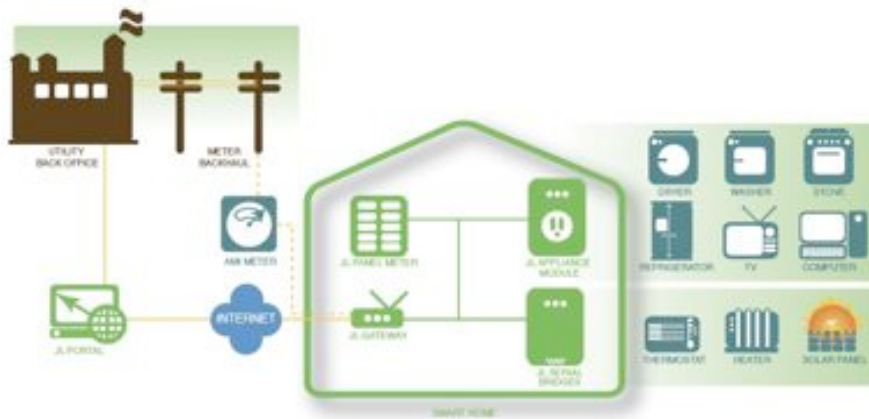 UTILITY
BACK OFFICE
METER
BACKHAUL
AMI METER
JL PORTAL
INTERNET
JL PANEL METER
JL APPLIANCE
MODULE
JL GATEWAY
JL SERIAL
BRIDGES
SMART HOME
DRYER
WASHER
STOVE
REFRIGERATOR
TV
COMPUTER
THERMOSTAT
HEATER
SOLAR PANEL